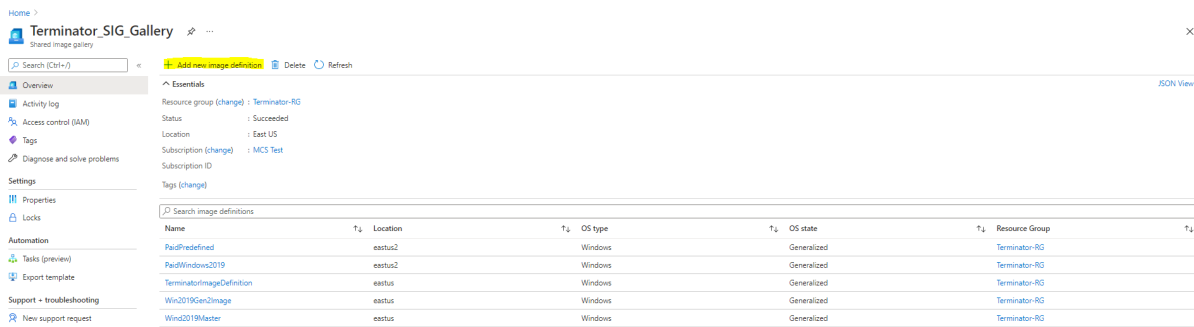 Home >
Terminator_SIG_Gallery ...
Shared image gallery
Search (Ctrl+/) «
+ Add new image definition Delete Refresh
Overview
Activity log
Access control (IAM)
Tags
Diagnose and solve problems
Settings
Properties
Locks
Automation
Tasks (preview)
Export template
Support + troubleshooting
New support request
Essentials JSON View
Resource group (change) : Terminator-RG
Status : Succeeded
Location : East US
Subscription (change) : MCS Test
Subscription ID
Tags (change)
Search image definitions
Name ↑↓ Location ↑↓ OS type ↑↓ OS state ↑↓ Resource Group ↑↓
PaidPredefined eastus2 Windows Generalized Terminator-RG
PaidWindows2019 eastus2 Windows Generalized Terminator-RG
TerminatorImageDefinition eastus Windows Generalized Terminator-RG
Win2019Gen2Image eastus Windows Generalized Terminator-RG
Wind2019Master eastus Windows Generalized Terminator-RG